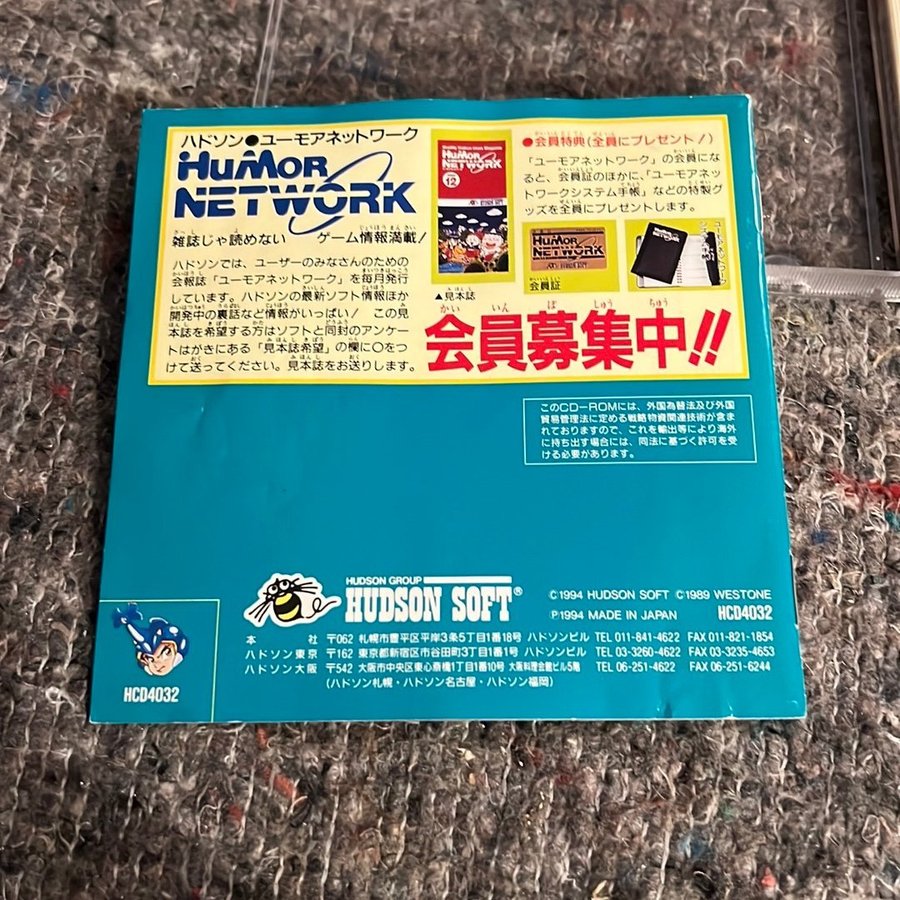 ハドソン●ユーモアネットワーク
HuMOR
NETWORK
雑誌じゃ読めない ゲーム情報満載!
ハドソンでは、ユーザーのみなさんのための
会報誌「ユーモアネットワーク」を毎月発行
しています。ハドソンの最新ソフト情報ほか
開発中の裏話など情報がいっぱい! この見
本誌を希望する方はソフトと同封のアンケー
トはがきにある「見本誌希望」の欄に○をつ
けて送ってください。見本誌をお送りします。
HuMOR
NETWORK
12
▲見本誌
●会員特典(全員にプレゼント!)
「ユーモアネットワーク」の会員にな
ると、会員証のほかに、「ユーモアネッ
トワークシステム手帳」などの特製グ
ッズを全員にプレゼントします。
HuMOR
NETWORK
会員証
かいいんぼしゅうちゅう
会員募集中!!
このCD-ROMには、外国為替法及び外国
貿易管理法に定める戦略物資関連技術が含ま
れておりますので、これを輸出等により海外
に持ち出す場合には、同法に基づく許可を受
ける必要があります。
HUDSON GROUP
HUDSON SOFT®
©1994 HUDSON SOFT ©1989 WESTONE
Ⓟ1994 MADE IN JAPAN HCD4032
本社 〒062 札幌市豊平区平岸3条5丁目1番18号 ハドソンビル TEL 011-841-4622 FAX 011-821-1854
ハドソン東京 〒162 東京都新宿区市谷田町3丁目1番1号 ハドソンビル TEL 03-3260-4622 FAX 03-3235-4653
ハドソン大阪 〒542 大阪市中央区東心斎橋1丁目1番10号 大阪料理会館ビル5階 TEL 06-251-4622 FAX 06-251-6244
(ハドソン札幌・ハドソン名古屋・ハドソン福岡)
HCD4032